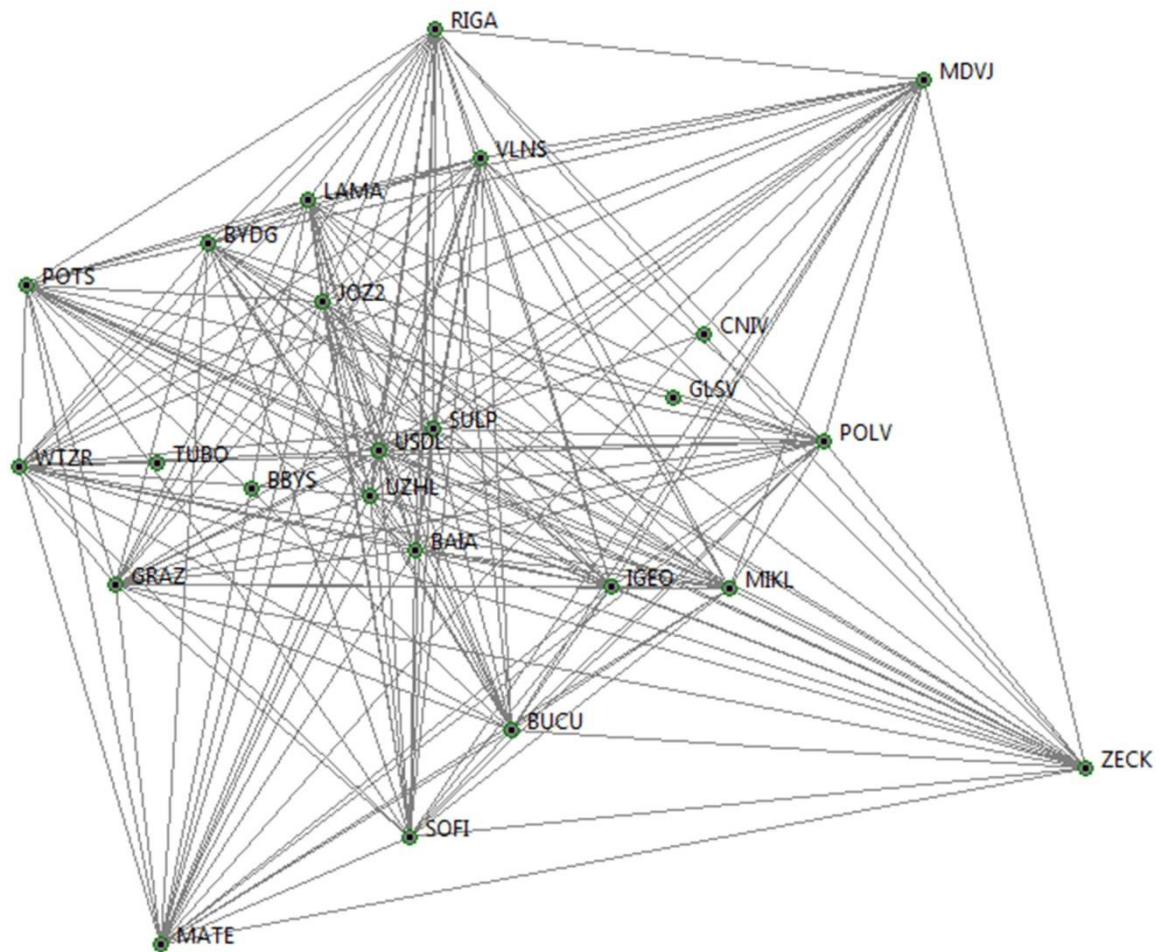 RIGA
MDVJ
VLNS
LAMA
BYDG
POTS
JOZ2
CNIV
GLSV
SULP
POLV
USDL
WTZR
TUBO
BBYS
UZHL
BAIA
GRAZ
IGEO
MIKL
BUCU
ZECK
SOFI
MATE